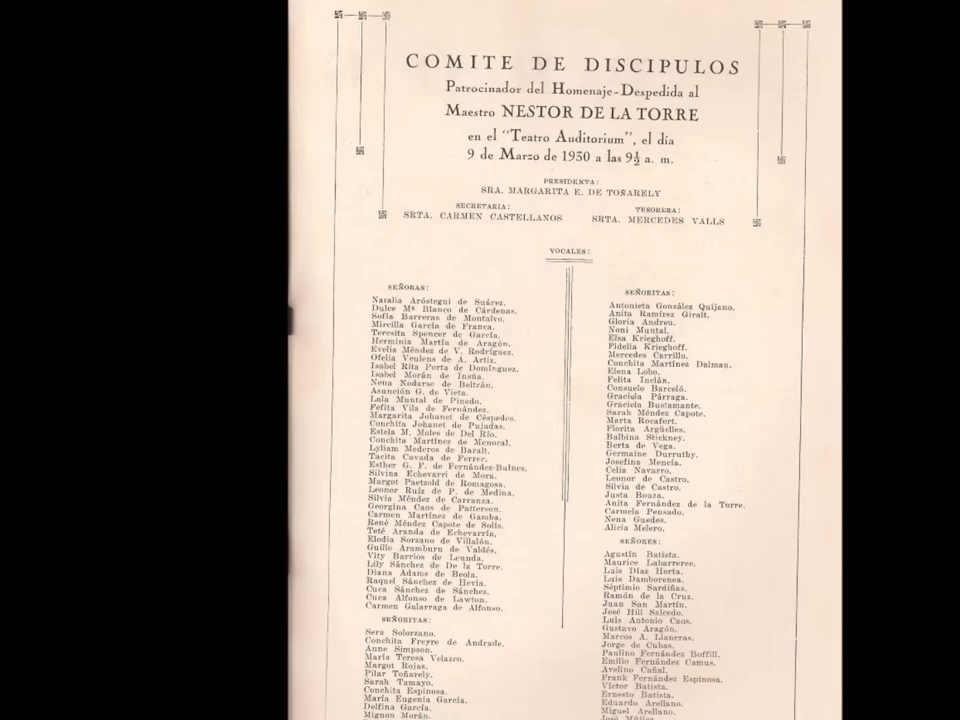 COMITE DE DISCIPULOS
Patrocinador del Homenaje-Despedida al
Maestro NESTOR DE LA TORRE
en el "Teatro Auditorium", el día
9 de Marzo de 1930 a las 9½ a. m.
PRESIDENTA:
SRA. MARGARITA E. DE TOÑARELY
SECRETARIA:
SRTA. CARMEN CASTELLANOS
TESORERA:
SRTA. MERCEDES VALLS
VOCALES:
SEÑORAS:
Natalia Aróstegui de Suárez.
Dulce Mª Blanco de Cárdenas.
Sofía Barreras de Montalvo.
Mircilla García de Franca.
Teresita Spencer de García.
Herminia Martín de Aragón.
Evelia Méndez de V. Rodríguez.
Ofelia Veulens de A. Artiz.
Isabel Rita Porta de Domínguez.
Isabel Morán de Insúa.
Nena Nodarse de Beltrán.
Asunción G. de Vieta.
Lala Muntal de Pinedo.
Fefita Vila de Fernández.
Margarita Johanet de Céspedes.
Conchita Johanet de Pujadas.
Estela M. Moles de Del Río.
Conchita Martínez de Menocal.
Lyliam Mederos de Baralt.
Tacita Cavada de Ferrer.
Esther G. F. de Fernández-Bulnes.
Silvina Echevarri de Mora.
Margot Paetzold de Romagosa.
Leonor Ruíz de P. de Medina.
Silvia Méndez de Carranza.
Georgina Caos de Patterson.
Carmen Martínez de Gamba.
René Méndez Capote de Solís.
Teté Aranda de Echevarría.
Elodia Sorzano de Villalón.
Guillo Aramburu de Valdés.
Vity Barrios de Leunda.
Lily Sánchez de De la Torre.
Diana Adams de Beola.
Raquel Sánchez de Hevia.
Cuca Sánchez de Sánchez.
Cuca Alfonso de Lawton.
Carmen Galarraga de Alfonso.
SEÑORITAS:
Sera Solorzano.
Conchita Freyre de Andrade.
Anne Simpson.
María Teresa Velazco.
Margot Rojas.
Pilar Toñarely.
Sarah Tamayo.
Conchita Espinosa.
María Eugenia García.
Delfina García.
Mignon Morán.
SEÑORITAS:
Antonieta González Quijano.
Anita Ramírez Giralt.
Gloria Andreu.
Noni Muntal.
Elsa Krieghoff.
Fidelia Krieghoff.
Mercedes Carrillo.
Conchita Martínez Dalmau.
Elena Lobo.
Felita Inclán.
Consuelo Barceló.
Graciela Párraga.
Graciela Bustamante.
Sarah Méndez Capote.
Marta Rocafort.
Florita Argüelles.
Balbina Stickney.
Berta de Vega.
Germaine Durruthy.
Josefina Mencía.
Celia Navarro.
Leonor de Castro.
Silvia de Castro.
Justa Bouza.
Anita Fernández de la Torre.
Carmela Pensado.
Nena Guedes.
Alicia Melero.
SEÑORES:
Agustín Batista.
Maurice Labarreree.
Luis Díaz Horta.
Luis Damborenea.
Séptimio Sardiñas.
Ramón de la Cruz.
Juan San Martín.
José Hill Salcedo.
Luis Antonio Caos.
Gustavo Aragón.
Marcos A. Llaneras.
Jorge de Cubas.
Paulino Fernández Boffill.
Emilio Fernández Camus.
Avelino Cañal.
Frank Fernández Espinosa.
Víctor Batista.
Ernesto Batista.
Eduardo Arellano.
Miguel Arellano.